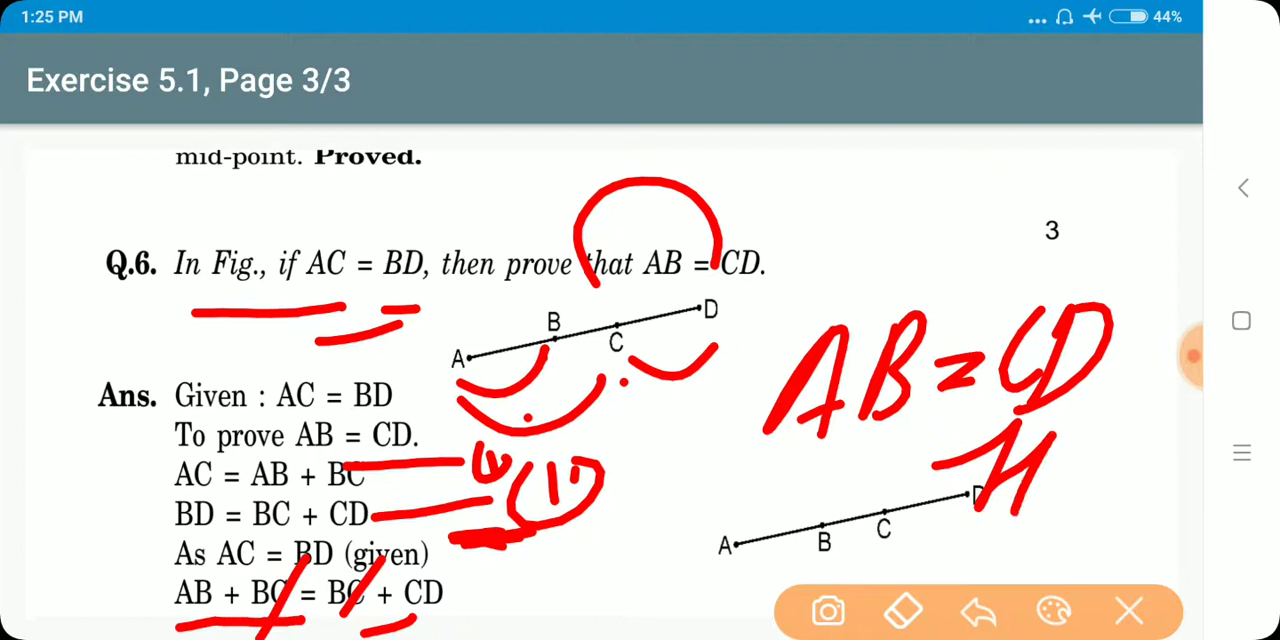 1:25 PM
44%
Exercise 5.1, Page 3/3
mid-point. Proved.
3
Q.6. In Fig., if AC = BD, then prove that AB = CD.
B
D
C
A
AB = CD
Ans. Given : AC = BD
To prove AB = CD.
AC = AB + BC
(i)
BD = BC + CD
(ii)
As AC = BD (given)
AB + BC = BC + CD
D
C
B
A